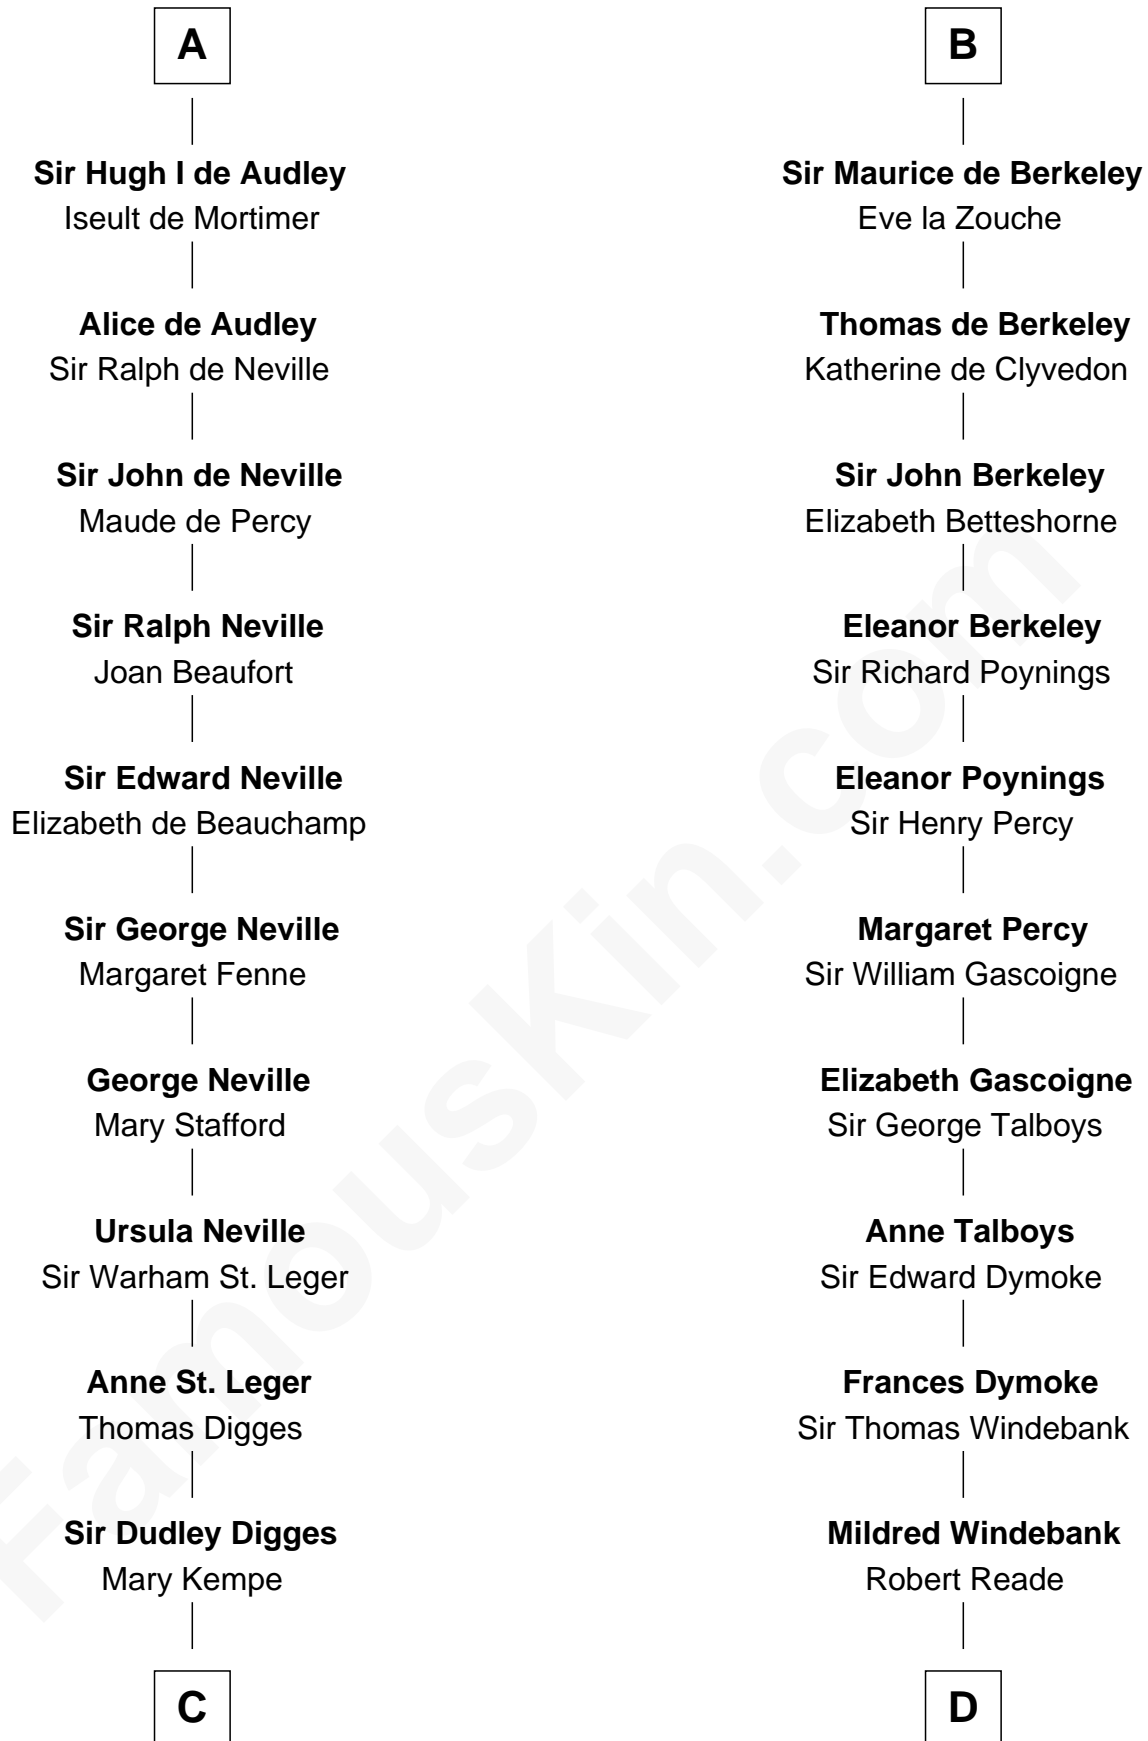 A
Sir Hugh I de Audley
Iseult de Mortimer
Alice de Audley
Sir Ralph de Neville
Sir John de Neville
Maude de Percy
Sir Ralph Neville
Joan Beaufort
Sir Edward Neville
Elizabeth de Beauchamp
Sir George Neville
Margaret Fenne
George Neville
Mary Stafford
Ursula Neville
Sir Warham St. Leger
Anne St. Leger
Thomas Digges
Sir Dudley Digges
Mary Kempe
C
B
Sir Maurice de Berkeley
Eve la Zouche
Thomas de Berkeley
Katherine de Clyvedon
Sir John Berkeley
Elizabeth Betteshorne
Eleanor Berkeley
Sir Richard Poynings
Eleanor Poynings
Sir Henry Percy
Margaret Percy
Sir William Gascoigne
Elizabeth Gascoigne
Sir George Talboys
Anne Talboys
Sir Edward Dymoke
Frances Dymoke
Sir Thomas Windebank
Mildred Windebank
Robert Reade
D
FamousKin.com